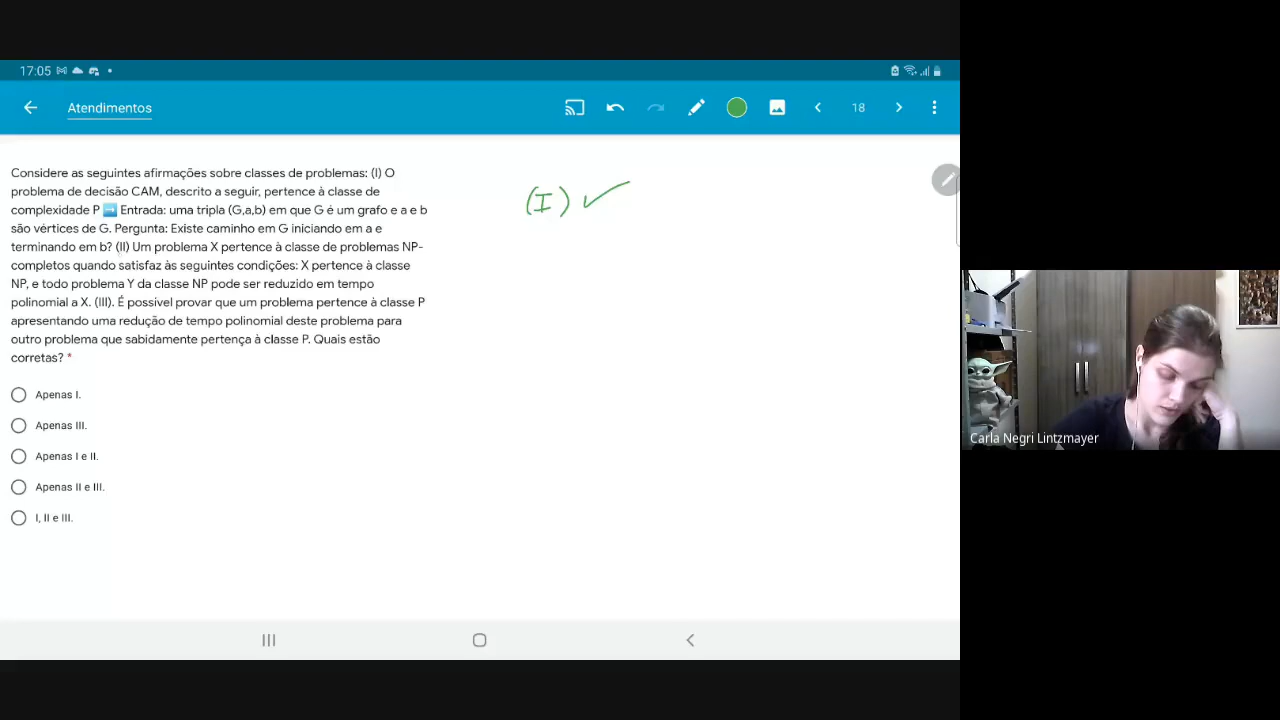 17:05
Atendimentos
18
Considere as seguintes afirmações sobre classes de problemas: (I) O
problema de decisão CAM, descrito a seguir, pertence à classe de
complexidade P ➡️ Entrada: uma tripla (G,a,b) em que G é um grafo e a e b
são vértices de G. Pergunta: Existe caminho em G iniciando em a e
terminando em b? (II) Um problema X pertence à classe de problemas NP-
completos quando satisfaz às seguintes condições: X pertence à classe
NP, e todo problema Y da classe NP pode ser reduzido em tempo
polinomial a X. (III). É possivel provar que um problema pertence à classe P
apresentando uma redução de tempo polinomial deste problema para
outro problema que sabidamente pertença à classe P. Quais estão
corretas? *
Apenas I.
Apenas III.
Apenas I e II.
Apenas II e III.
I, II e III.
(I) ✓
Carla Negri Lintzmayer